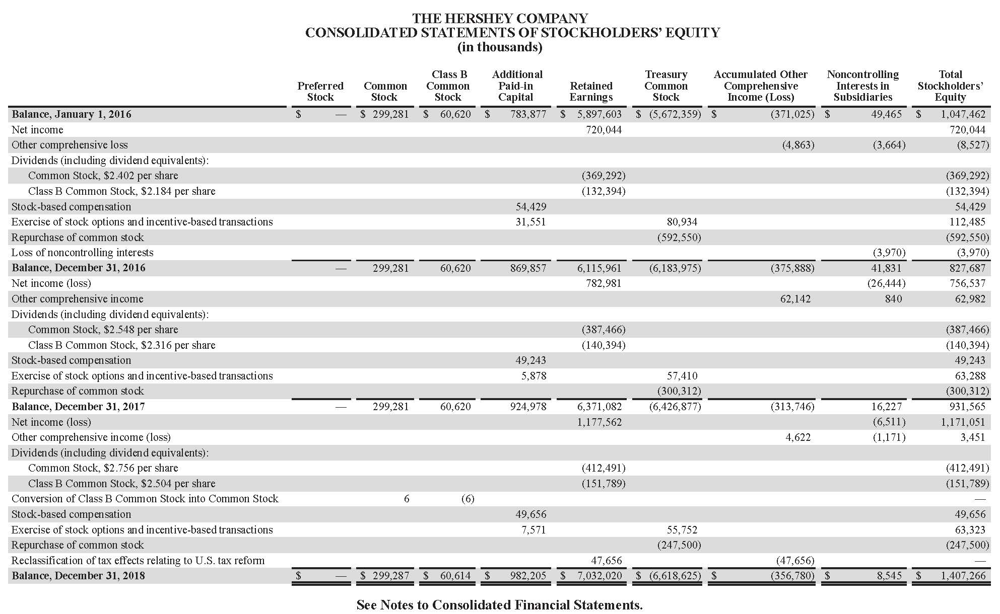 THE HERSHEY COMPANY
CONSOLIDATED STATEMENTS OF STOCKHOLDERS’ EQUITY
(in thousands)
Preferred Stock Common Stock Class B Common Stock Additional Paid-in Capital Retained Earnings Treasury Common Stock Accumulated Other Comprehensive Income (Loss) Noncontrolling Interests in Subsidiaries Total Stockholders’ Equity
Balance, January 1, 2016 $ — $ 299,281 $ 60,620 $ 783,877 $ 5,897,603 $ (5,672,359) $ (371,025) $ 49,465 $ 1,047,462
Net income 720,044 720,044
Other comprehensive loss (4,863) (3,664) (8,527)
Dividends (including dividend equivalents):
Common Stock, $2.402 per share (369,292) (369,292)
Class B Common Stock, $2.184 per share (132,394) (132,394)
Stock-based compensation 54,429 54,429
Exercise of stock options and incentive-based transactions 31,551 80,934 112,485
Repurchase of common stock (592,550) (592,550)
Loss of noncontrolling interests (3,970) (3,970)
Balance, December 31, 2016 — 299,281 60,620 869,857 6,115,961 (6,183,975) (375,888) 41,831 827,687
Net income (loss) 782,981 (26,444) 756,537
Other comprehensive income 62,142 840 62,982
Dividends (including dividend equivalents):
Common Stock, $2.548 per share (387,466) (387,466)
Class B Common Stock, $2.316 per share (140,394) (140,394)
Stock-based compensation 49,243 49,243
Exercise of stock options and incentive-based transactions 5,878 57,410 63,288
Repurchase of common stock (300,312) (300,312)
Balance, December 31, 2017 — 299,281 60,620 924,978 6,371,082 (6,426,877) (313,746) 16,227 931,565
Net income (loss) 1,177,562 (6,511) 1,171,051
Other comprehensive income (loss) 4,622 (1,171) 3,451
Dividends (including dividend equivalents):
Common Stock, $2.756 per share (412,491) (412,491)
Class B Common Stock, $2.504 per share (151,789) (151,789)
Conversion of Class B Common Stock into Common Stock 6 (6) —
Stock-based compensation 49,656 49,656
Exercise of stock options and incentive-based transactions 7,571 55,752 63,323
Repurchase of common stock (247,500) (247,500)
Reclassification of tax effects relating to U.S. tax reform 47,656 (47,656) —
Balance, December 31, 2018 $ — $ 299,287 $ 60,614 $ 982,205 $ 7,032,020 $ (6,618,625) $ (356,780) $ 8,545 $ 1,407,266
See Notes to Consolidated Financial Statements.